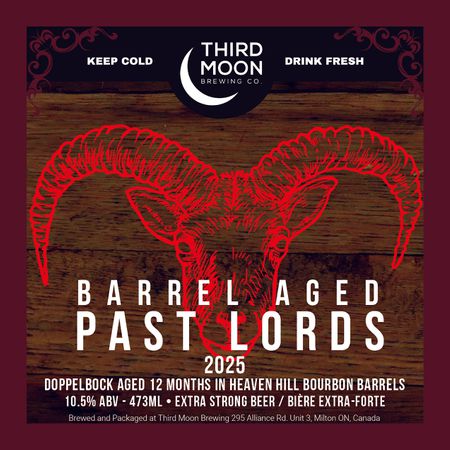 KEEP COLD
THIRD
MOON
BREWING CO.
DRINK FRESH
BARREL AGED
PAST LORDS
2025
DOPPELBOCK AGED 12 MONTHS IN HEAVEN HILL BOURBON BARRELS
10.5% ABV - 473ML • EXTRA STRONG BEER / BIÈRE EXTRA-FORTE
Brewed and Packaged at Third Moon Brewing 295 Alliance Rd. Unit 3, Milton ON, Canada